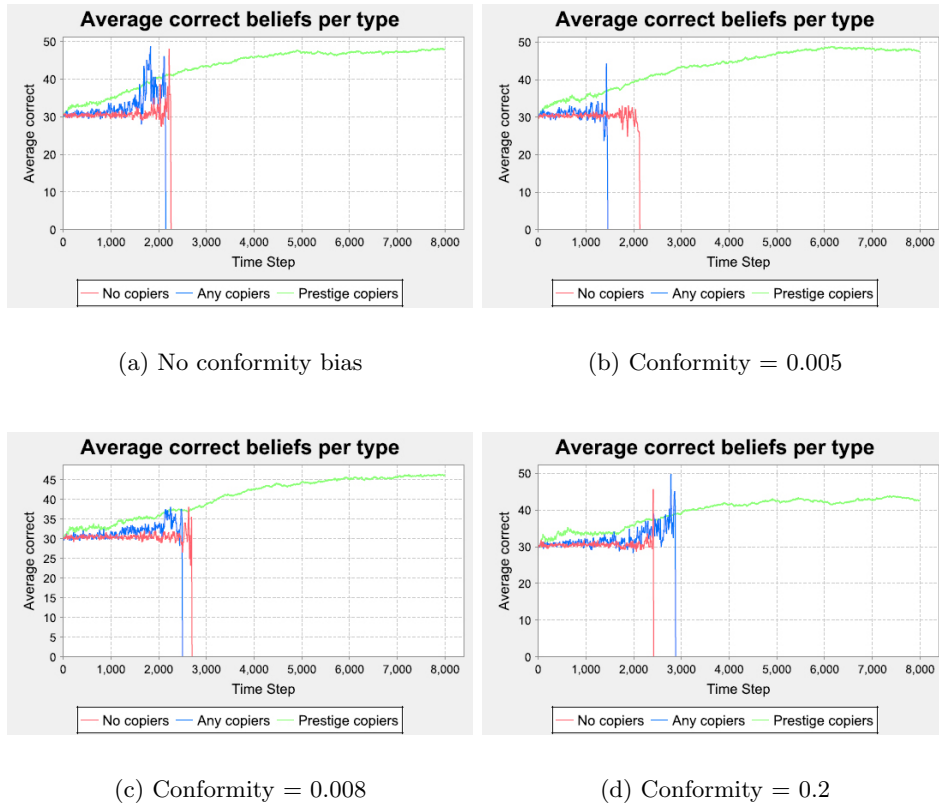 Average correct beliefs per type
50
40
30
20
10
0
Average correct
0 1,000 2,000 3,000 4,000 5,000 6,000 7,000 8,000
Time Step
No copiers Any copiers Prestige copiers
(a) No conformity bias
Average correct beliefs per type
50
40
30
20
10
0
Average correct
0 1,000 2,000 3,000 4,000 5,000 6,000 7,000 8,000
Time Step
No copiers Any copiers Prestige copiers
(b) Conformity = 0.005
Average correct beliefs per type
45
40
35
30
25
20
15
10
5
0
Average correct
0 1,000 2,000 3,000 4,000 5,000 6,000 7,000 8,000
Time Step
No copiers Any copiers Prestige copiers
(c) Conformity = 0.008
Average correct beliefs per type
50
40
30
20
10
0
Average correct
0 1,000 2,000 3,000 4,000 5,000 6,000 7,000 8,000
Time Step
No copiers Any copiers Prestige copiers
(d) Conformity = 0.2